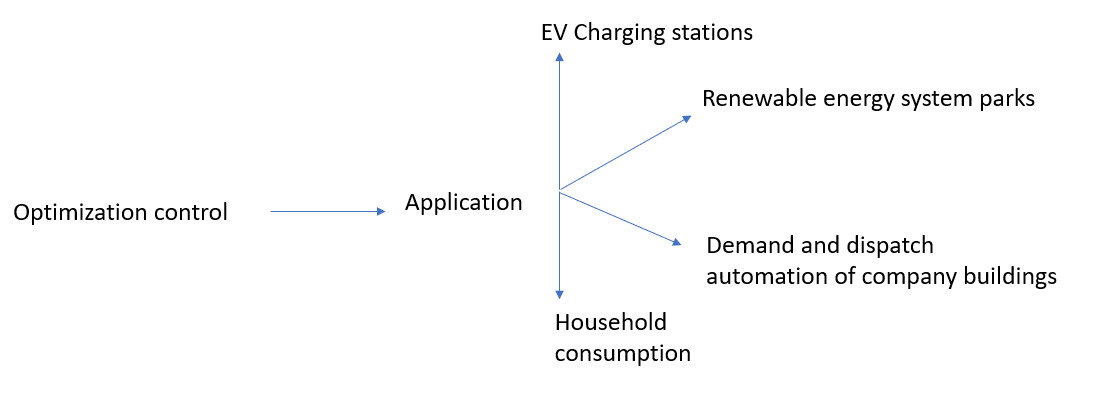 EV Charging stations
Renewable energy system parks
Optimization control
Application
Demand and dispatch
automation of company buildings
Household
consumption